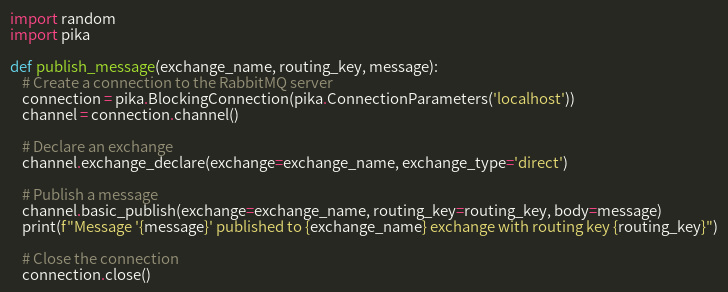 import random
import pika
def publish_message(exchange_name, routing_key, message):
# Create a connection to the RabbitMQ server
connection = pika.BlockingConnection(pika.ConnectionParameters('localhost'))
channel = connection.channel()
# Declare an exchange
channel.exchange_declare(exchange=exchange_name, exchange_type='direct')
# Publish a message
channel.basic_publish(exchange=exchange_name, routing_key=routing_key, body=message)
print(f"Message '{message}' published to {exchange_name} exchange with routing key {routing_key}")
# Close the connection
connection.close()